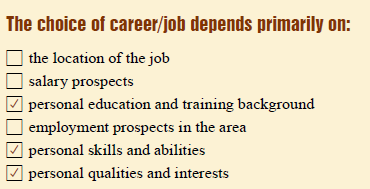 The choice of career/job depends primarily on:
the location of the job
salary prospects
personal education and training background
employment prospects in the area
personal skills and abilities
personal qualities and interests